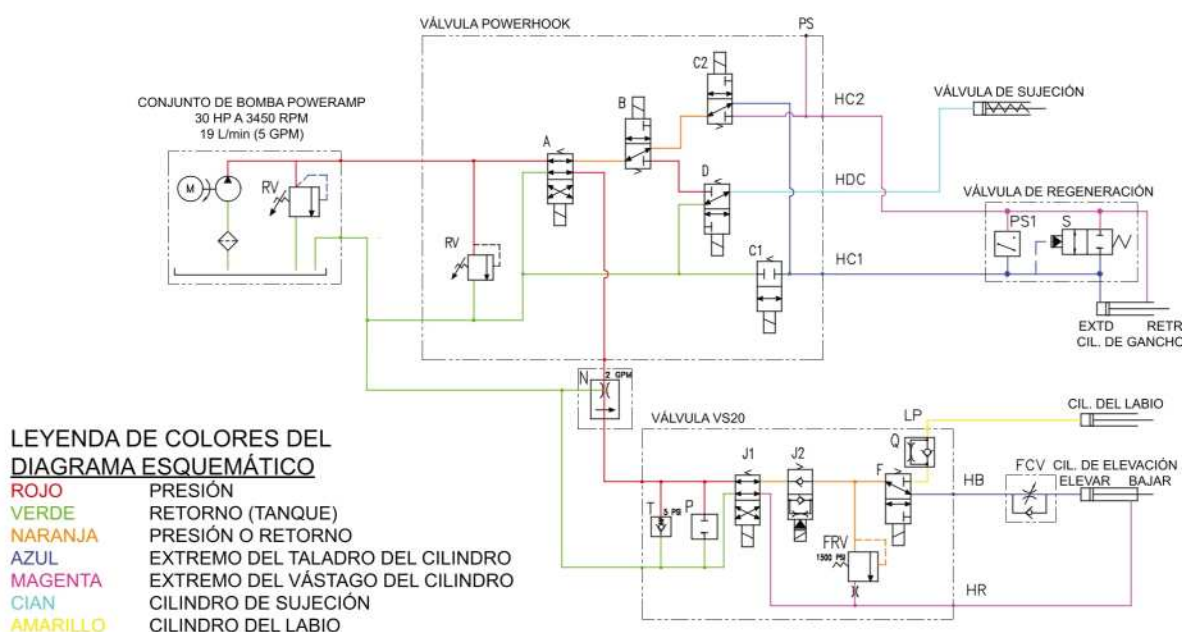 VÁLVULA POWERHOOK
PS
CONJUNTO DE BOMBA POWERAMP
30 HP A 3450 RPM
19 L/min (5 GPM)
C2
B
HC2
VÁLVULA DE SUJECIÓN
A
D
M
RV
HDC
VÁLVULA DE REGENERACIÓN
PS1
S
RV
C1
HC1
EXTD
RETR
CIL. DE GANCHO
N
2 GPM
VÁLVULA VS20
LP
CIL. DEL LABIO
Q
J1
J2
F
FCV
CIL. DE ELEVACIÓN
ELEVAR
BAJAR
HB
T
5 PSI
P
FRV
1500 PSI
HR
LEYENDA DE COLORES DEL
DIAGRAMA ESQUEMÁTICO
ROJO PRESIÓN
VERDE RETORNO (TANQUE)
NARANJA PRESIÓN O RETORNO
AZUL EXTREMO DEL TALADRO DEL CILINDRO
MAGENTA EXTREMO DEL VÁSTAGO DEL CILINDRO
CIAN CILINDRO DE SUJECIÓN
AMARILLO CILINDRO DEL LABIO